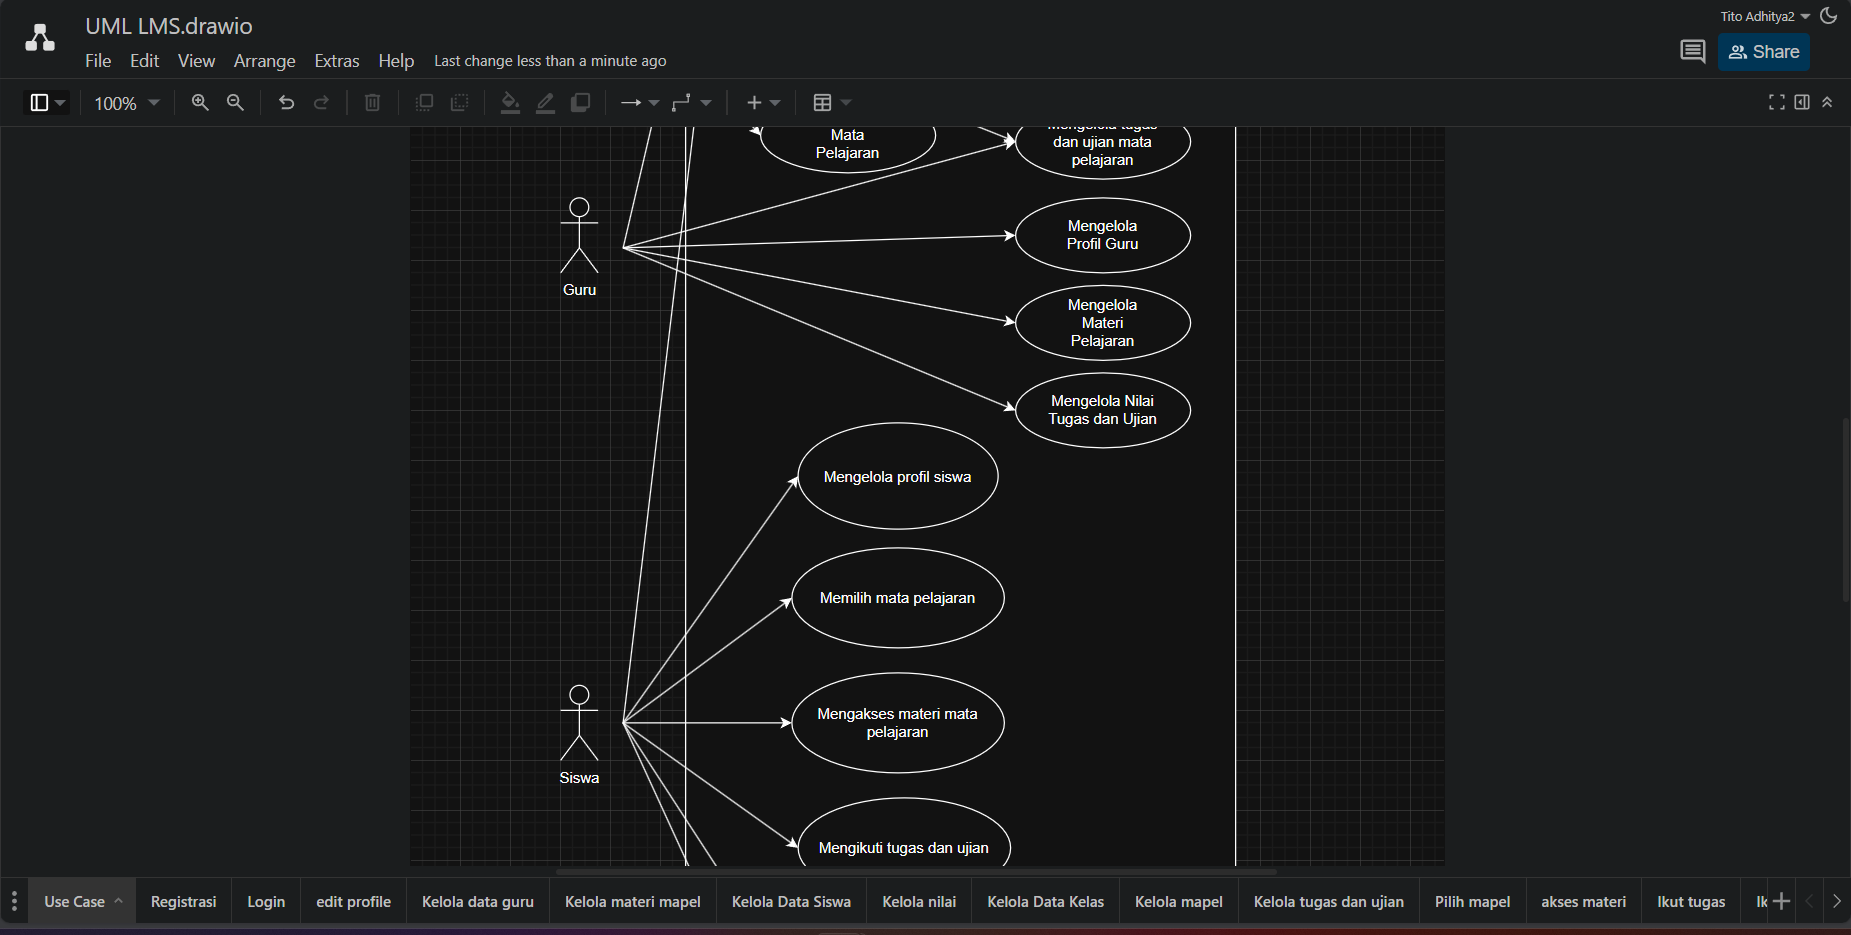 UML LMS.drawio
Tito Adhitya2
File Edit View Arrange Extras Help Last change less than a minute ago
Share
100%
Mata
Pelajaran
Mengelola tugas
dan ujian mata
pelajaran
Mengelola
Profil Guru
Guru
Mengelola
Materi
Pelajaran
Mengelola Nilai
Tugas dan Ujian
Mengelola profil siswa
Memilih mata pelajaran
Mengakses materi mata
pelajaran
Siswa
Mengikuti tugas dan ujian
Use Case Registrasi Login edit profile Kelola data guru Kelola materi mapel Kelola Data Siswa Kelola nilai Kelola Data Kelas Kelola mapel Kelola tugas dan ujian Pilih mapel akses materi Ikut tugas